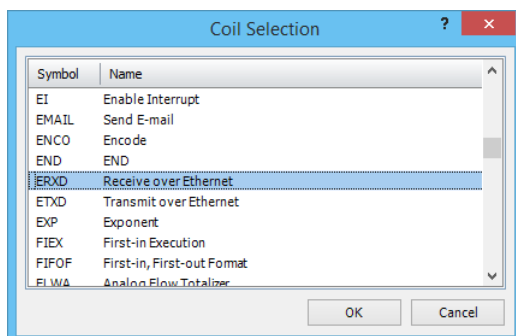 Coil Selection ? ×
Symbol Name
EI Enable Interrupt
EMAIL Send E-mail
ENCO Encode
END END
ERXD Receive over Ethernet
ETXD Transmit over Ethernet
EXP Exponent
FIEX First-in Execution
FIFOF First-in, First-out Format
FLWA Analog Flow Totalizer
OK Cancel